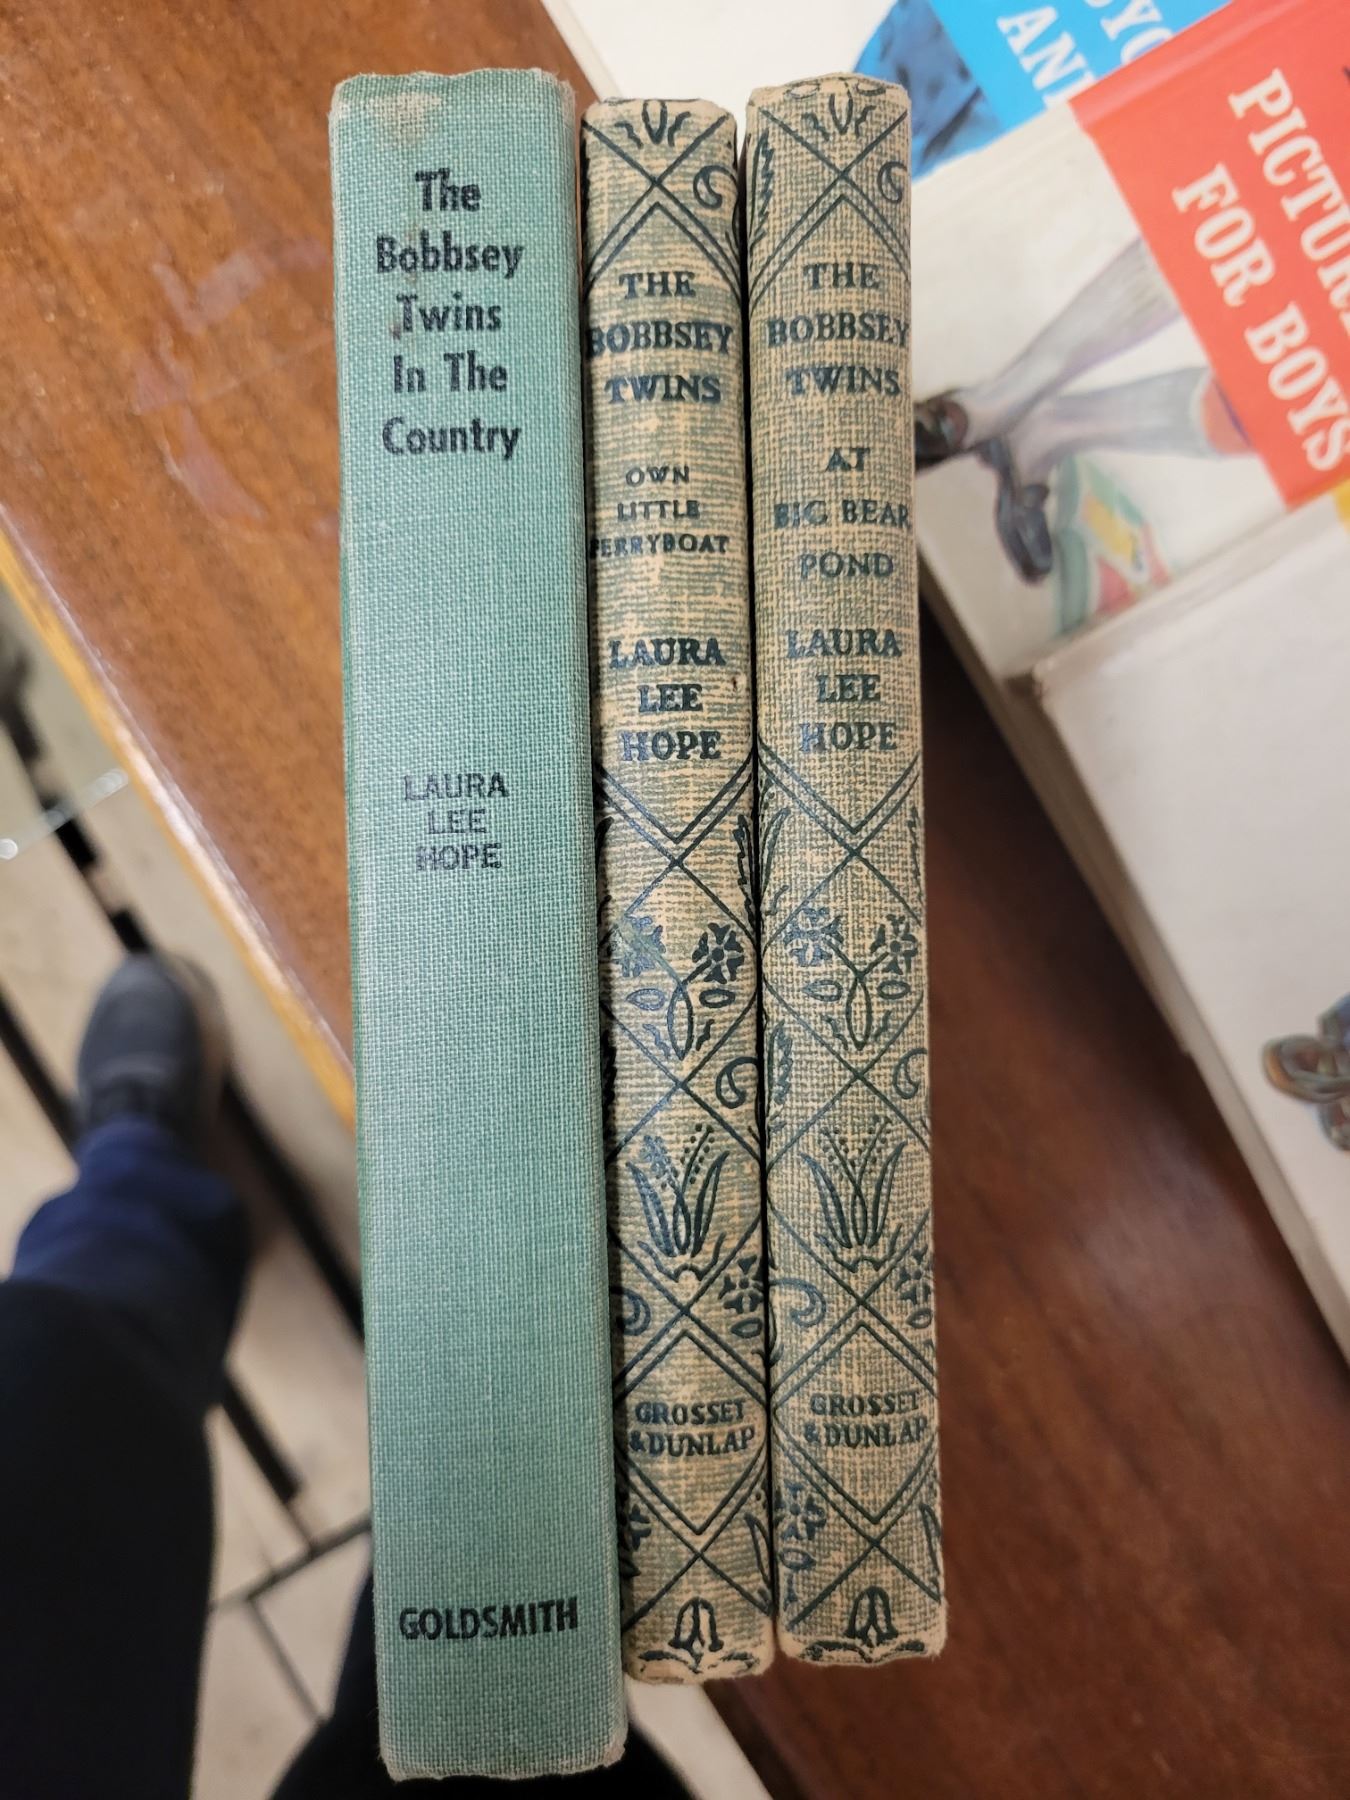 The
Bobbsey
Twins
In The
Country
LAURA
LEE
HOPE
GOLDSMITH
THE
BOBBSEY
TWINS
OWN
LITTLE
FERRYBOAT
LAURA
LEE
HOPE
GROSSET
& DUNLAP
THE
BOBBSEY
TWINS
AT
BIG BEAR
POND
LAURA
LEE
HOPE
GROSSET
& DUNLAP
PICTURE
FOR BOYS